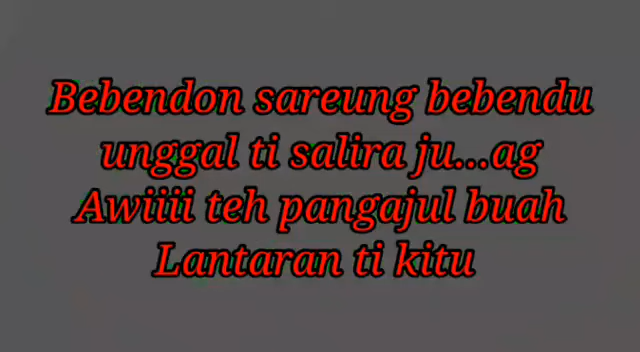 Bebendon sareung bebendu
unggal ti salira ju...ag
Awiiii teh pangajul buah
Lantaran ti kitu